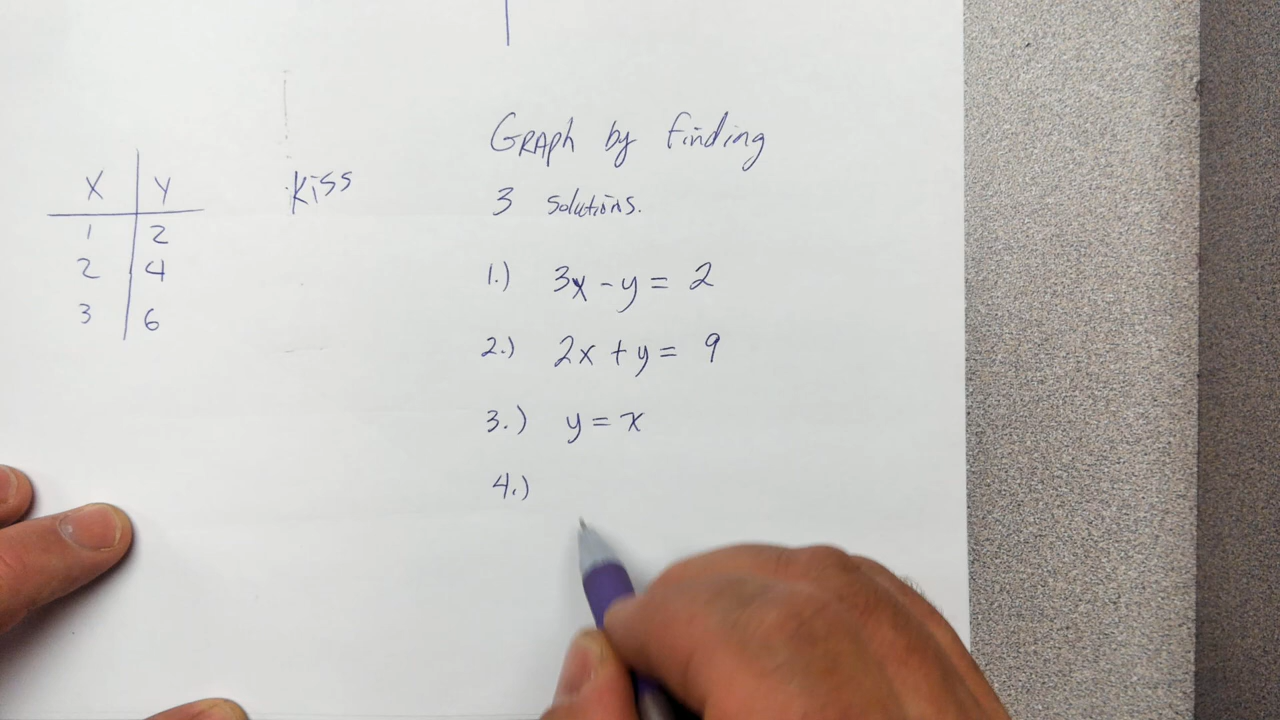 X Y
1 2
2 4
3 6
Kiss
GRAPh by Finding
3 Solutions.
1.) 3x - y = 2
2.) 2x + y = 9
3.) y = x
4.)